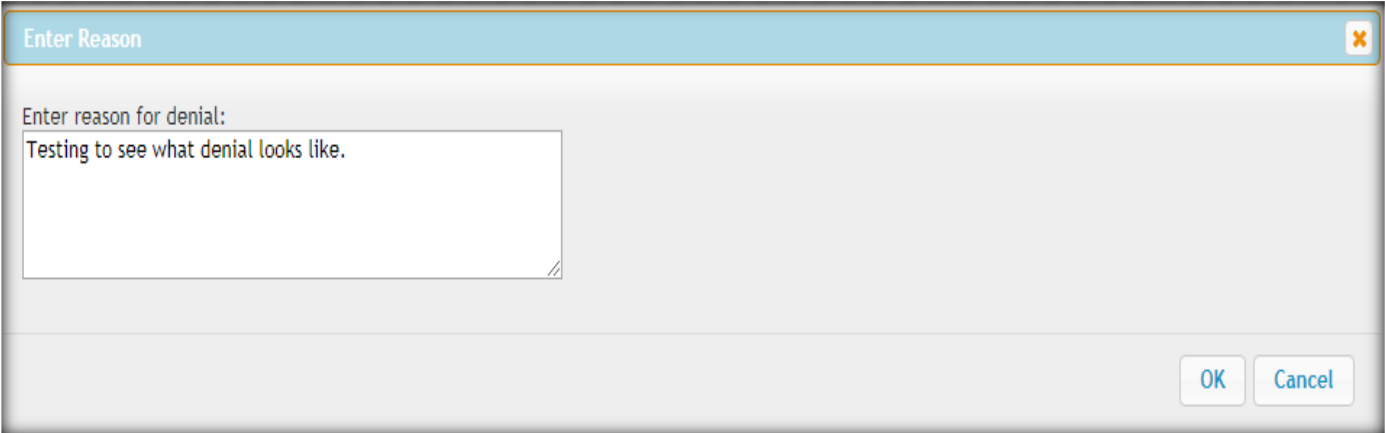 Enter Reason
Enter reason for denial:
Testing to see what denial looks like.
OK Cancel